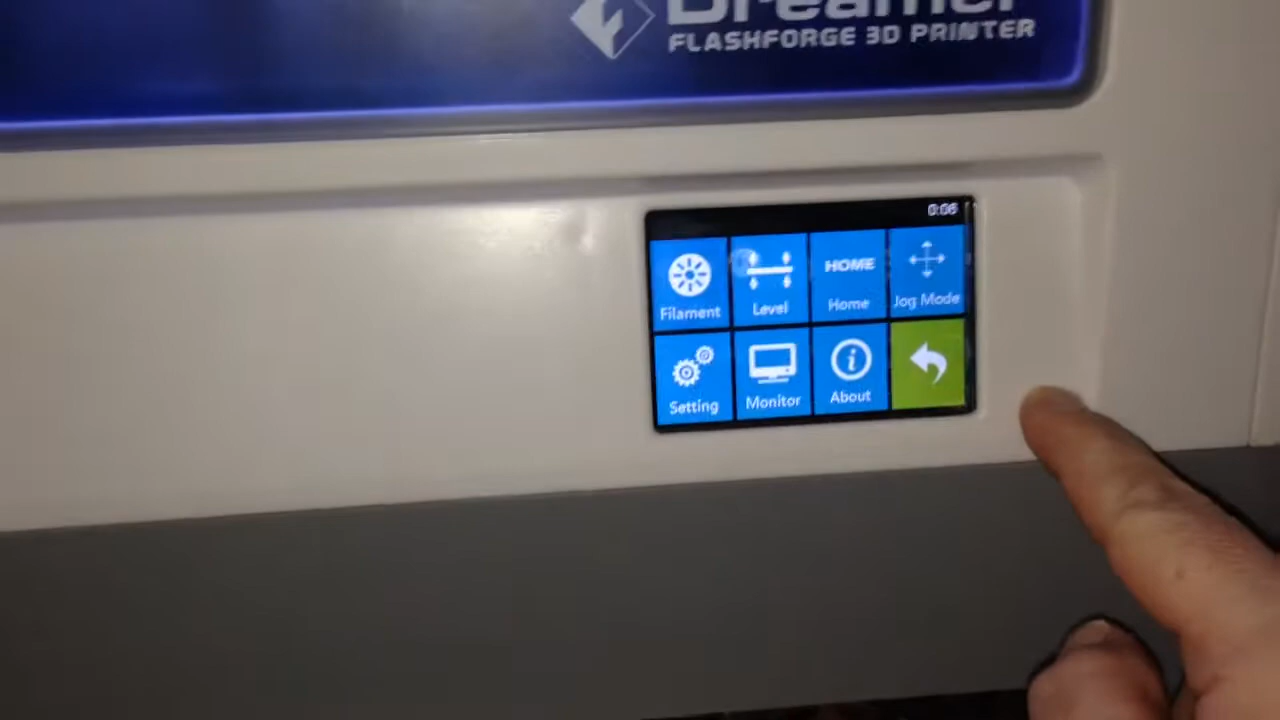 Dreamer
FLASHFORGE 3D PRINTER
0:06
Filament
Level
HOME
Home
Jog Mode
Setting
Monitor
About